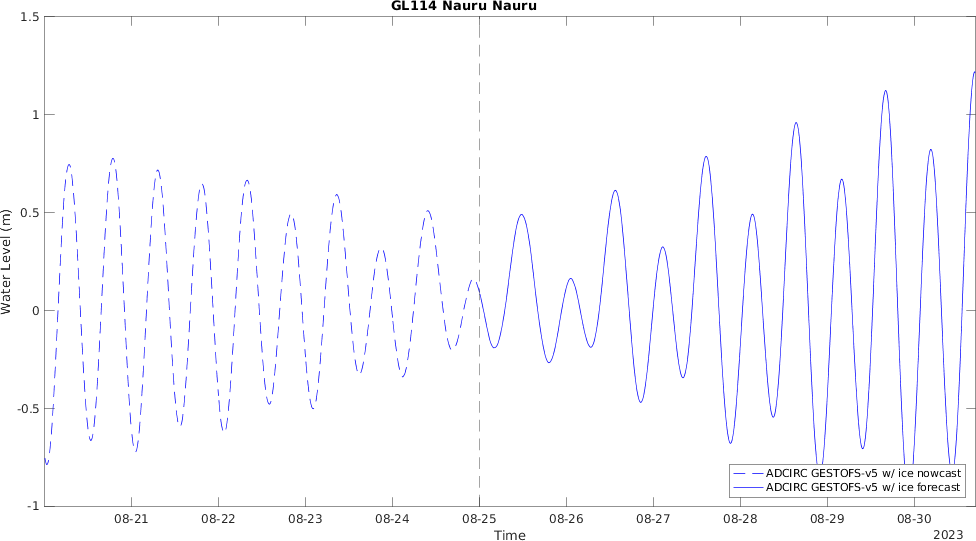 GL114 Nauru Nauru
1.5
1
0.5
0
-0.5
-1
Water Level (m)
ADCIRC GESTOFS-v5 w/ ice nowcast
ADCIRC GESTOFS-v5 w/ ice forecast
08-21 08-22 08-23 08-24 08-25 08-26 08-27 08-28 08-29 08-30
Time
2023